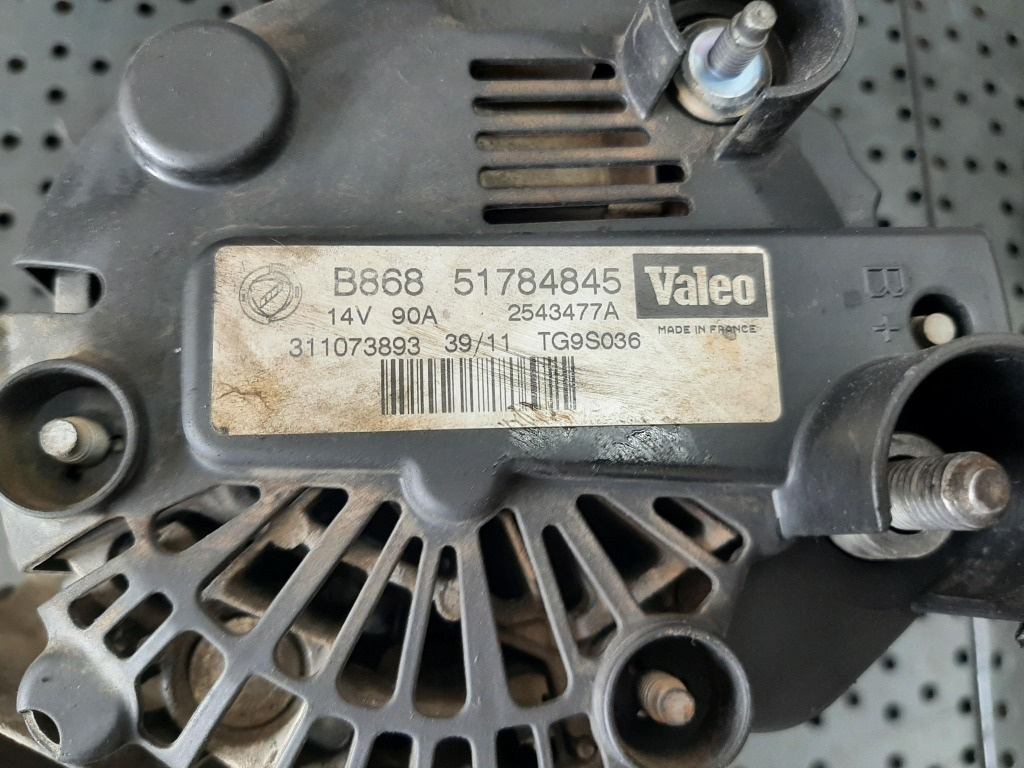 B868 51784845 Valeo
14V 90A 2543477A
MADE IN FRANCE
311073893 39/11 TG9S036
B
+